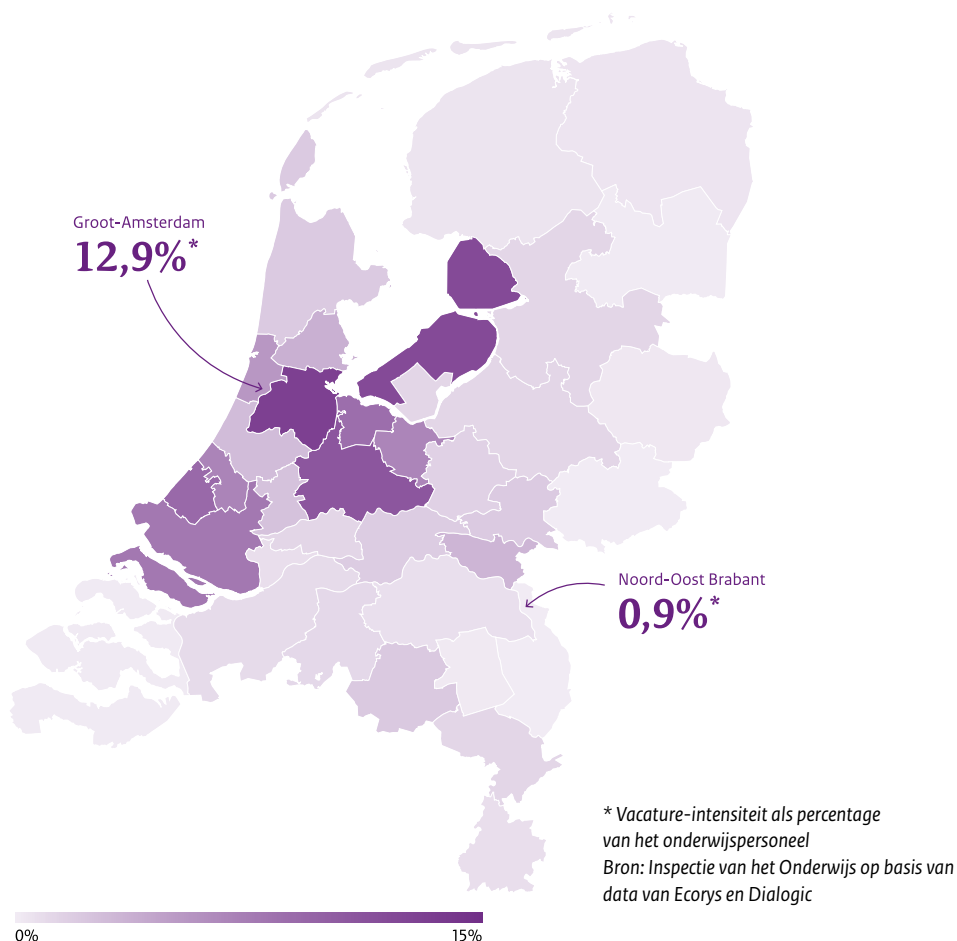 Groot-Amsterdam
12,9%*
Noord-Oost Brabant
0,9%*
* Vacature-intensiteit als percentage
van het onderwijspersoneel
Bron: Inspectie van het Onderwijs op basis van
data van Ecorys en Dialogic
0%
15%